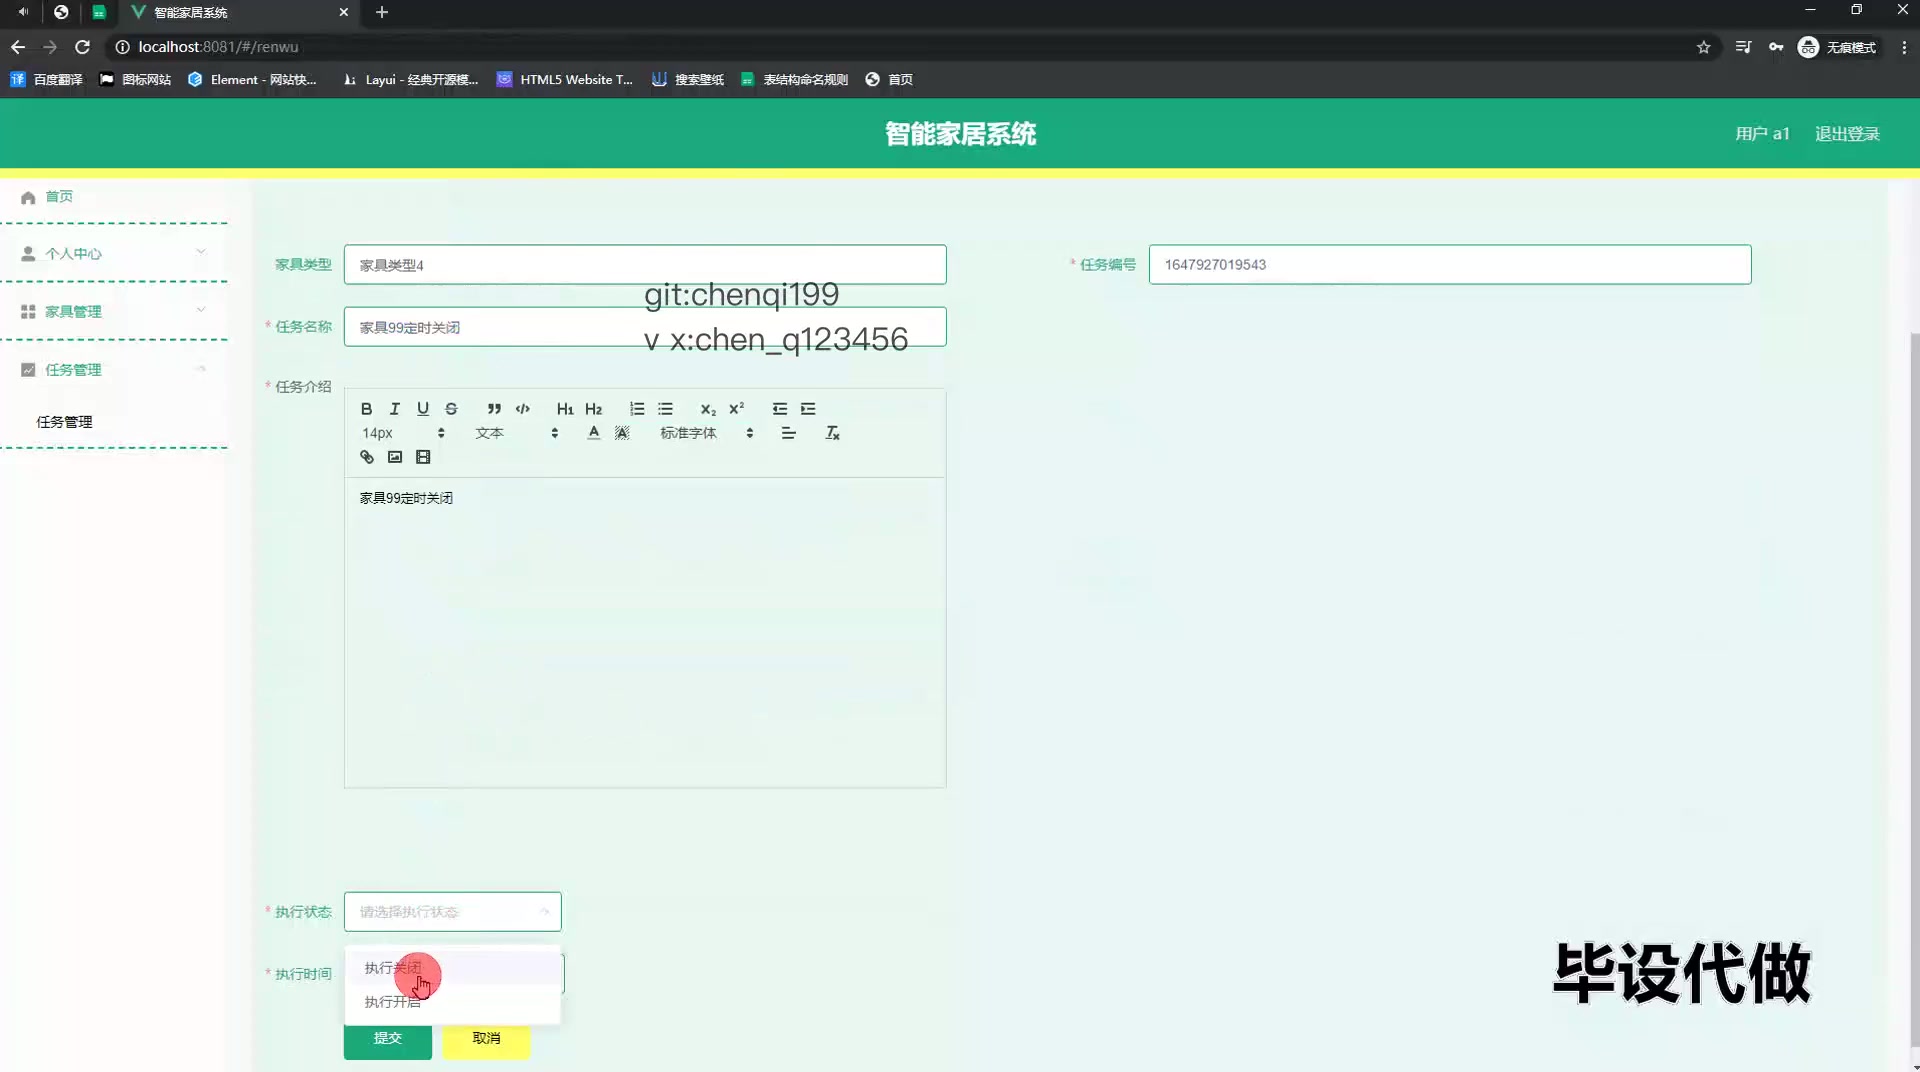 智能家居系统
localhost:8081/#/renwu
无痕模式
百度翻译
图标网站
Element - 网站快...
Layui - 经典开源模...
HTML5 Website T...
搜索壁纸
表结构命名规则
首页
智能家居系统
用户 a1
退出登录
首页
个人中心
家具管理
任务管理
任务管理
家具类型
家具类型4
* 任务编号
1647927019543
git:chenqi199
* 任务名称
家具99定时关闭
v x:chen_q123456
* 任务介绍
14px
文本
标准字体
家具99定时关闭
* 执行状态
请选择执行状态
执行关闭
* 执行时间
执行开启
提交
取消
毕设代做